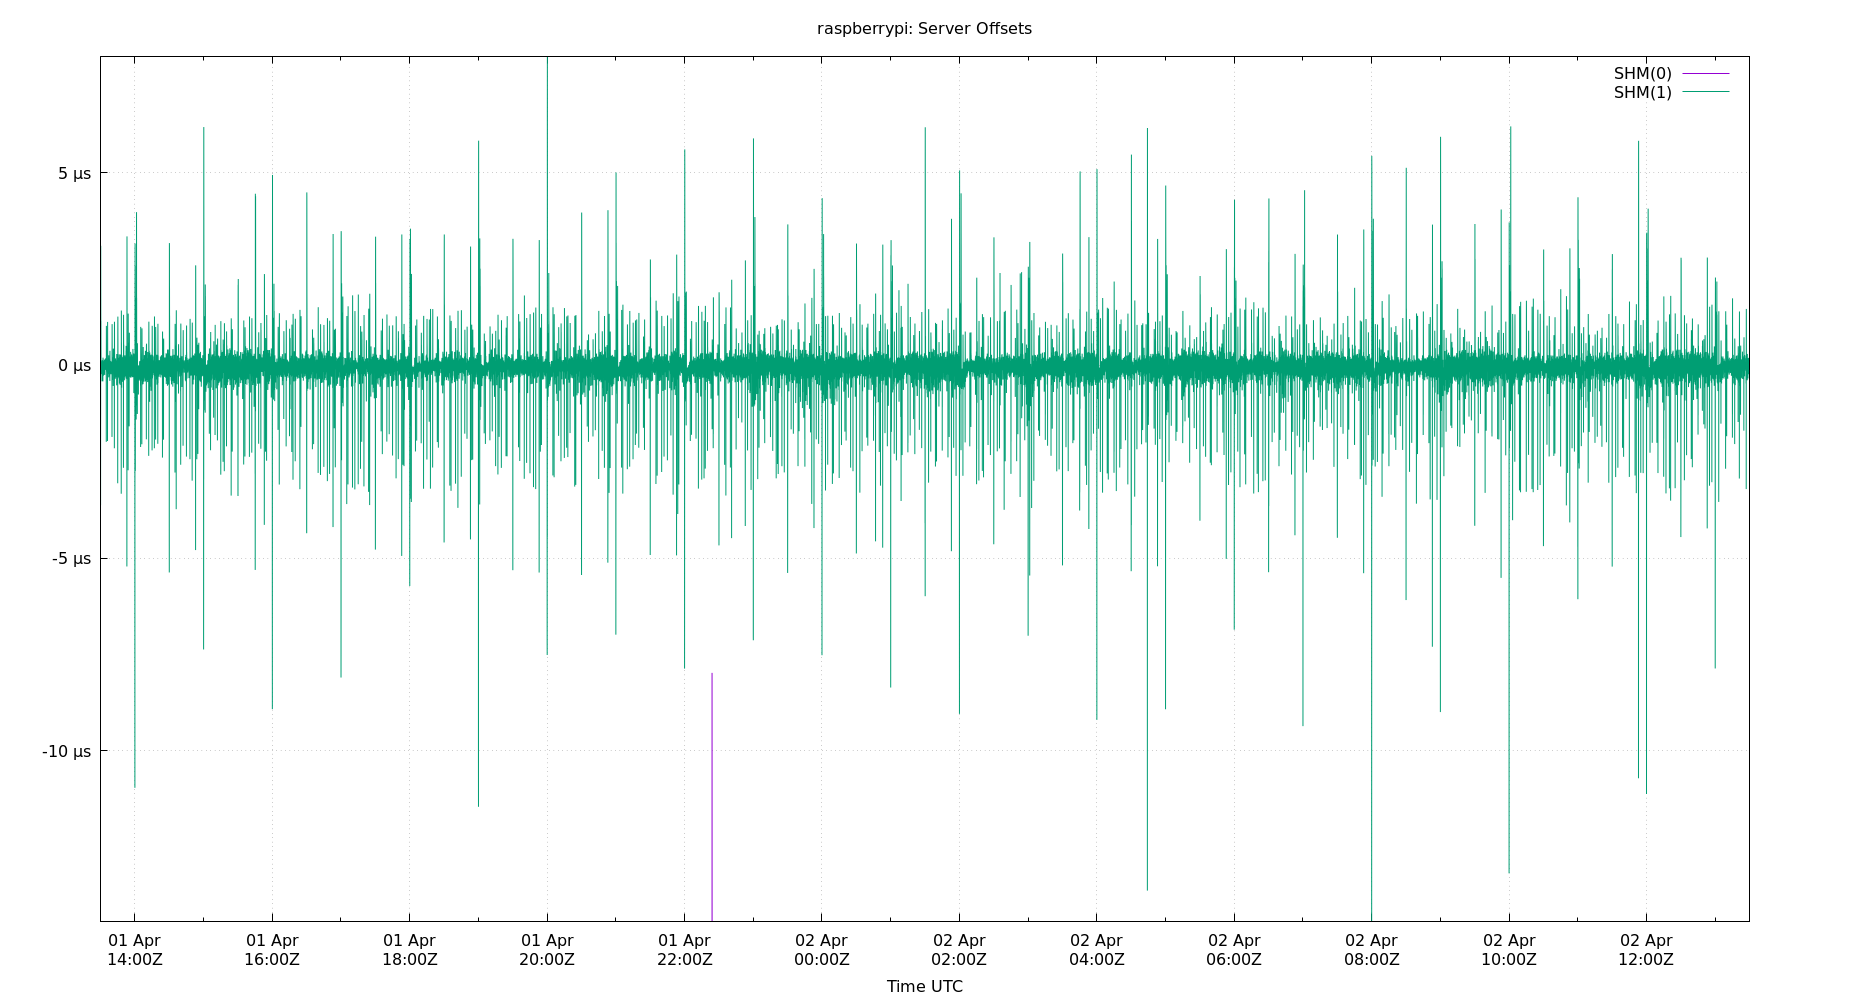 raspberrypi: Server Offsets
SHM(0)
SHM(1)
5 µs
0 µs
-5 µs
-10 µs
01 Apr 01 Apr 01 Apr 01 Apr 01 Apr 02 Apr 02 Apr 02 Apr 02 Apr 02 Apr 02 Apr 02 Apr
14:00Z 16:00Z 18:00Z 20:00Z 22:00Z 00:00Z 02:00Z 04:00Z 06:00Z 08:00Z 10:00Z 12:00Z
Time UTC